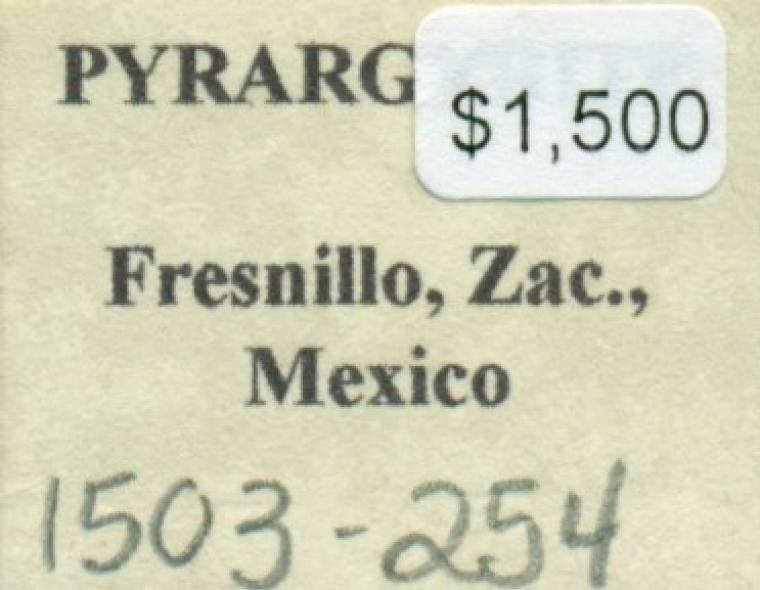 PYRARG
$1,500
Fresnillo, Zac.,
Mexico
1503-254